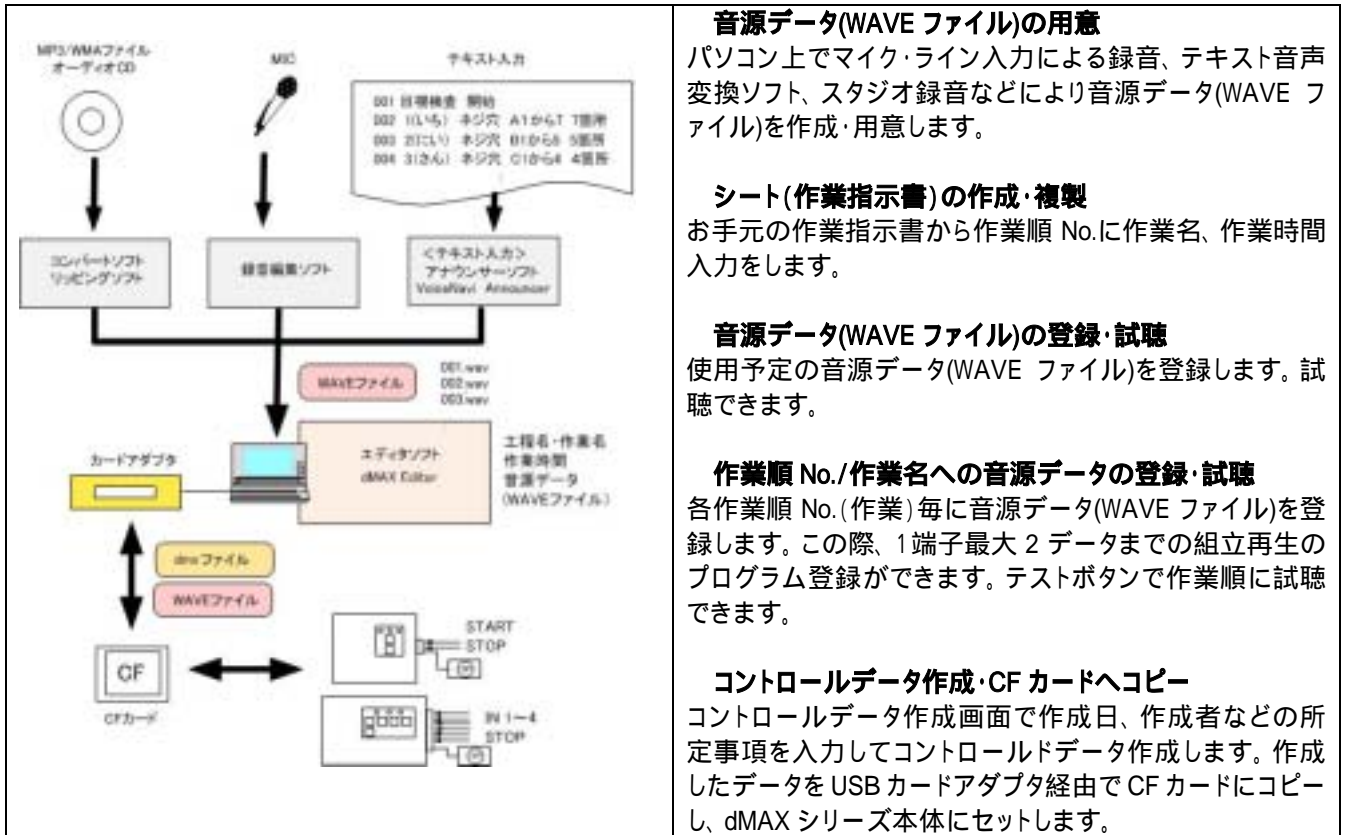 MP3/WMAファイル
オーディオCD
MIC
テキスト入力
001 目視検査 開始
002 1(いち) ネジ穴 A1から7 7箇所
003 2(にい) ネジ穴 B1から5 5箇所
004 3(さん) ネジ穴 C1から4 4箇所
コンバートソフト
リッピングソフト
録音編集ソフト
<テキスト入力>
アナウンサーソフト
VoiceNavi Announcer
WAVEファイル
001.wav
002.wav
003.wav
カードアダプタ
エディタソフト
dMAX Editor
工程名・作業名
作業時間
音源データ
(WAVEファイル)
WAVEファイル
CF
CFカード
START
STOP
IN 1~4
STOP
音源データ(WAVE ファイル)の用意
パソコン上でマイク・ライン入力による録音、テキスト音声
変換ソフト、スタジオ録音などにより音源データ(WAVE フ
ァイル)を作成・用意します。
シート(作業指示書)の作成・複製
お手元の作業指示書から作業順 No.に作業名、作業時間
入力をします。
音源データ(WAVE ファイル)の登録・試聴
使用予定の音源データ(WAVE ファイル)を登録します。試
聴できます。
作業順 No./作業名への音源データの登録・試聴
各作業順 No.(作業)毎に音源データ(WAVE ファイル)を登
録します。この際、1端子最大 2 データまでの組立再生の
プログラム登録ができます。テストボタンで作業順に試聴
できます。
コントロールデータ作成・CF カードへコピー
コントロールデータ作成画面で作成日、作成者などの所
定事項を入力してコントロールドデータ作成します。作成
したデータを USB カードアダプタ経由で CF カードにコピー
し、dMAX シリーズ本体にセットします。